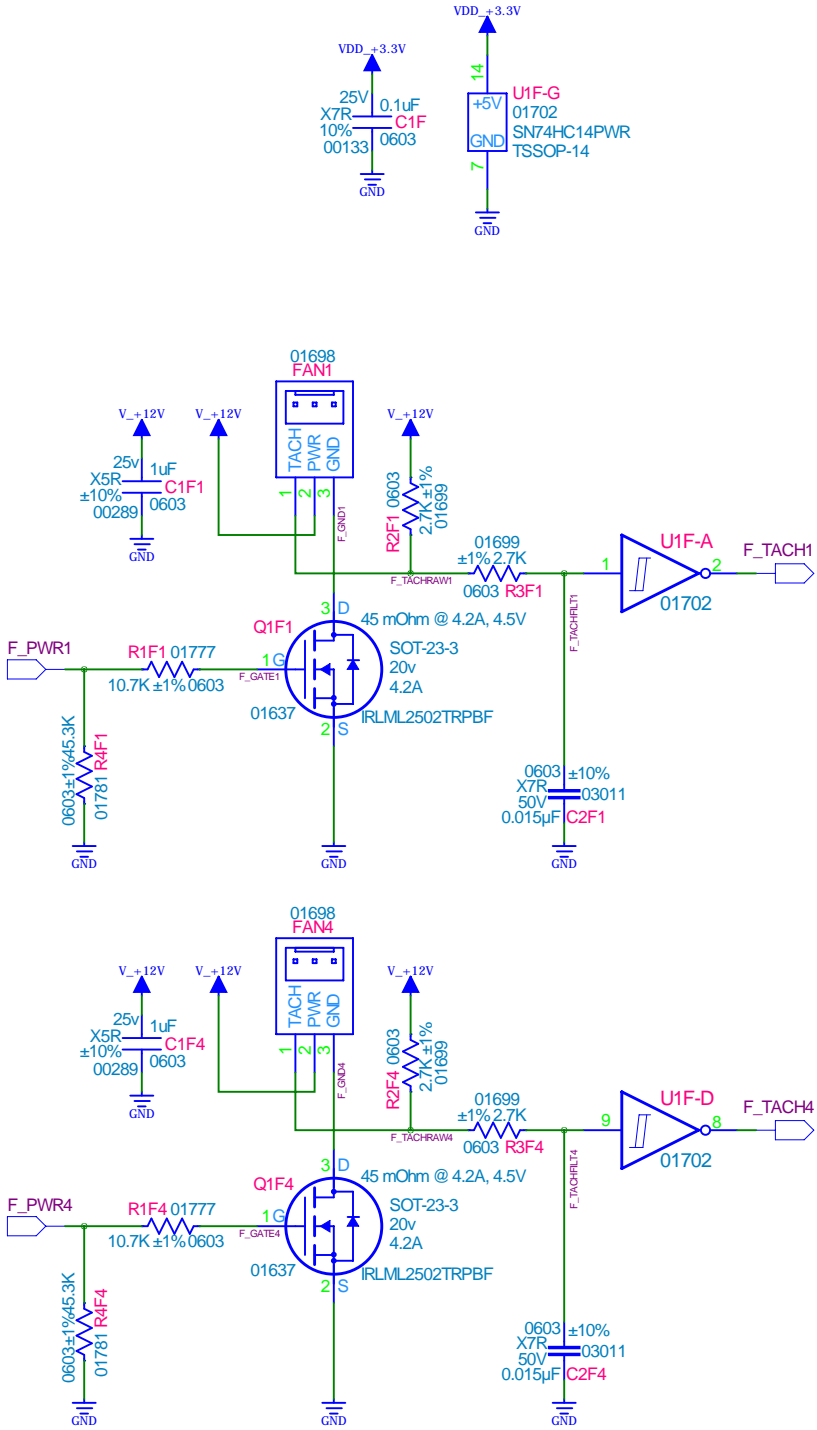 VDD_+3.3V
VDD_+3.3V
25V
0.1uF
X7R
C1F
10%
0603
00133
GND
14
U1F-G
+5V
01702
SN74HC14PWR
GND
TSSOP-14
7
GND
01698
FAN1
V_+12V
V_+12V
V_+12V
TACH
PWR
GND
1
2
3
25v
1uF
X5R
C1F1
±10%
0603
00289
GND
F_GND1
R2F1
0603
2.7K ±1%
01699
01699
±1% 2.7K
0603 R3F1
F_TACHRAW1
U1F-A
1
2
01702
F_TACH1
F_TACHFILT1
3 D
45 mOhm @ 4.2A, 4.5V
Q1F1
SOT-23-3
20v
4.2A
F_PWR1
R1F1 01777
10.7K ±1% 0603
1 G
F_GATE1
01637
IRLML2502TRPBF
2 S
0603±1%45.3K
01781 R4F1
GND
GND
0603
±10%
X7R
03011
50V
0.015µF C2F1
GND
01698
FAN4
V_+12V
V_+12V
V_+12V
TACH
PWR
GND
1
2
3
25v
1uF
X5R
C1F4
±10%
0603
00289
GND
F_GND4
R2F4
0603
2.7K ±1%
01699
01699
±1% 2.7K
0603 R3F4
F_TACHRAW4
U1F-D
9
8
01702
F_TACH4
F_TACHFILT4
3 D
45 mOhm @ 4.2A, 4.5V
Q1F4
SOT-23-3
20v
4.2A
F_PWR4
R1F4 01777
10.7K ±1% 0603
1 G
F_GATE4
01637
IRLML2502TRPBF
2 S
0603±1%45.3K
01781 R4F4
GND
GND
0603
±10%
X7R
03011
50V
0.015µF C2F4
GND